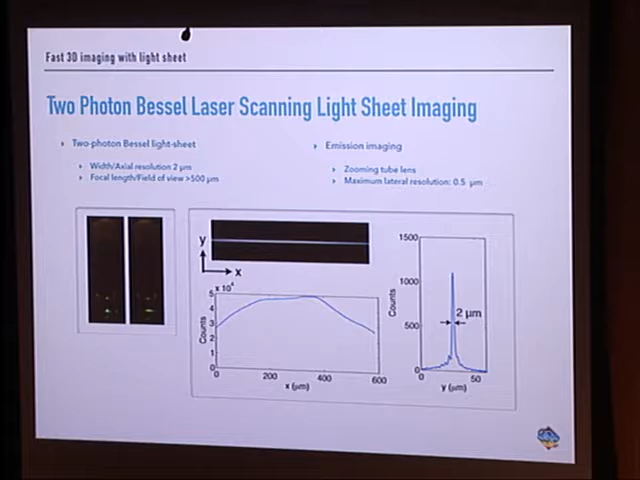 Fast 3D imaging with light sheet
Two Photon Bessel Laser Scanning Light Sheet Imaging
Two-photon Bessel light-sheet
Width/Axial resolution 2 µm
Focal length/Field of view >500 µm
Emission imaging
Zooming tube lens
Maximum lateral resolution: 0.5 µm
y
x
5 x 10⁴
4
3
2
1
0
Counts
0 200 400 600
x (µm)
1500
1000
500
0
Counts
2 µm
0 50
y (µm)